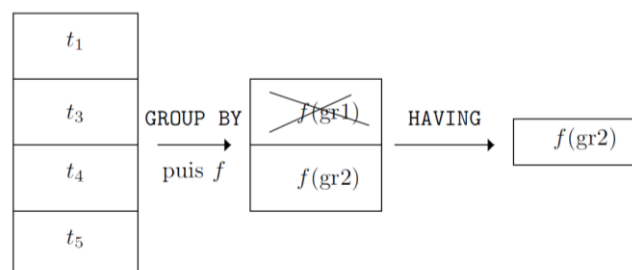 t₁
t₃
t₄
t₅
GROUP BY
puis f
f(gr1)
f(gr2)
HAVING
f(gr2)